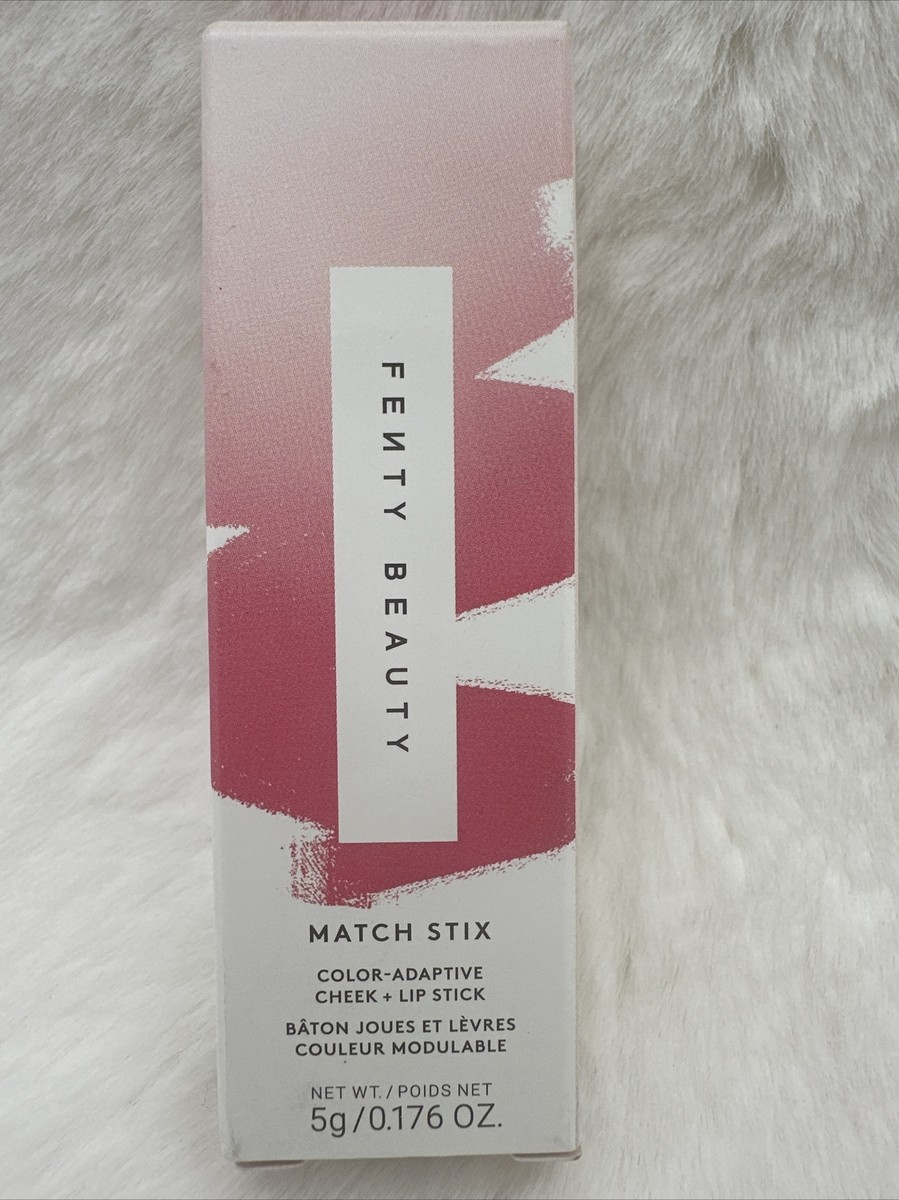 FEИTY BEAUTY
MATCH STIX
COLOR-ADAPTIVE
CHEEK + LIP STICK
BÂTON JOUES ET LÈVRES
COULEUR MODULABLE
NET WT. / POIDS NET
5g/0.176 OZ.